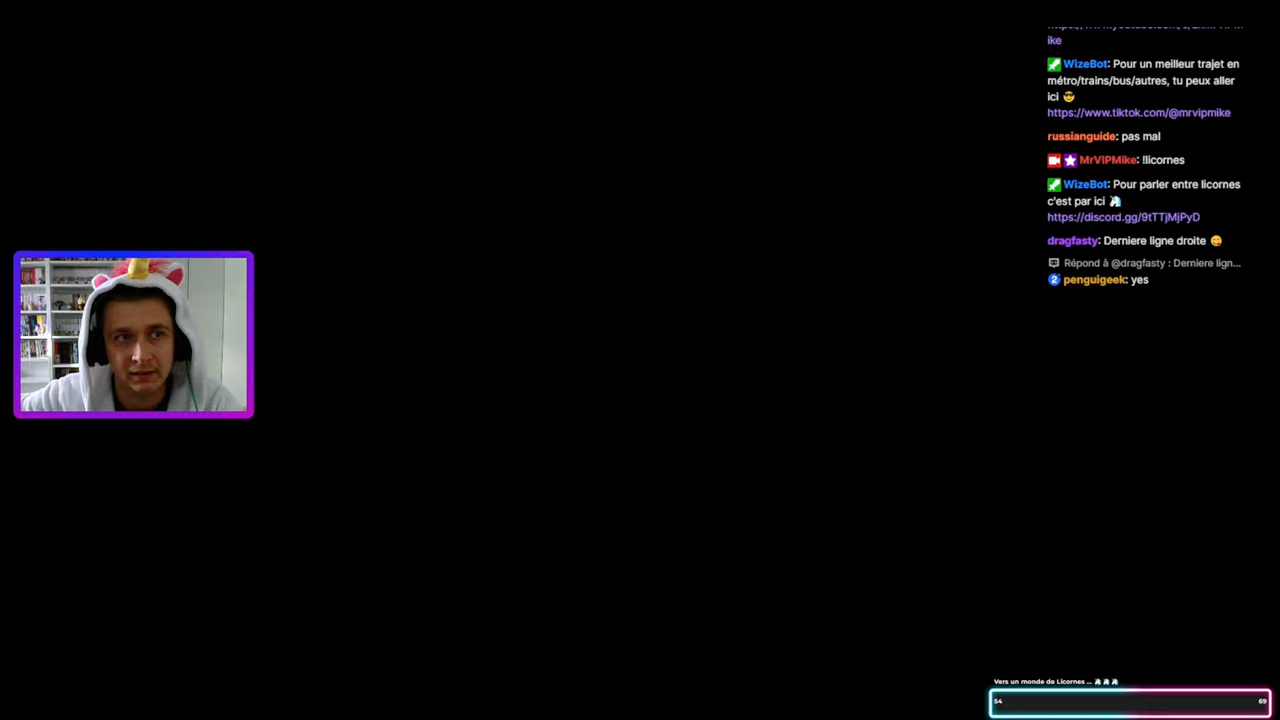 ike
WizeBot: Pour un meilleur trajet en
métro/trains/bus/autres, tu peux aller
ici 😎
https://www.tiktok.com/@mrvipmike
russianguide: pas mal
MrVIPMike: !licornes
WizeBot: Pour parler entre licornes
c'est par ici 🦄
https://discord.gg/9tTTjMjPyD
dragfasty: Derniere ligne droite 😋
Répond à @dragfasty : Derniere lign...
2 penguigeek: yes
Vers un monde de Licornes ... 🦄🦄🦄
54 69